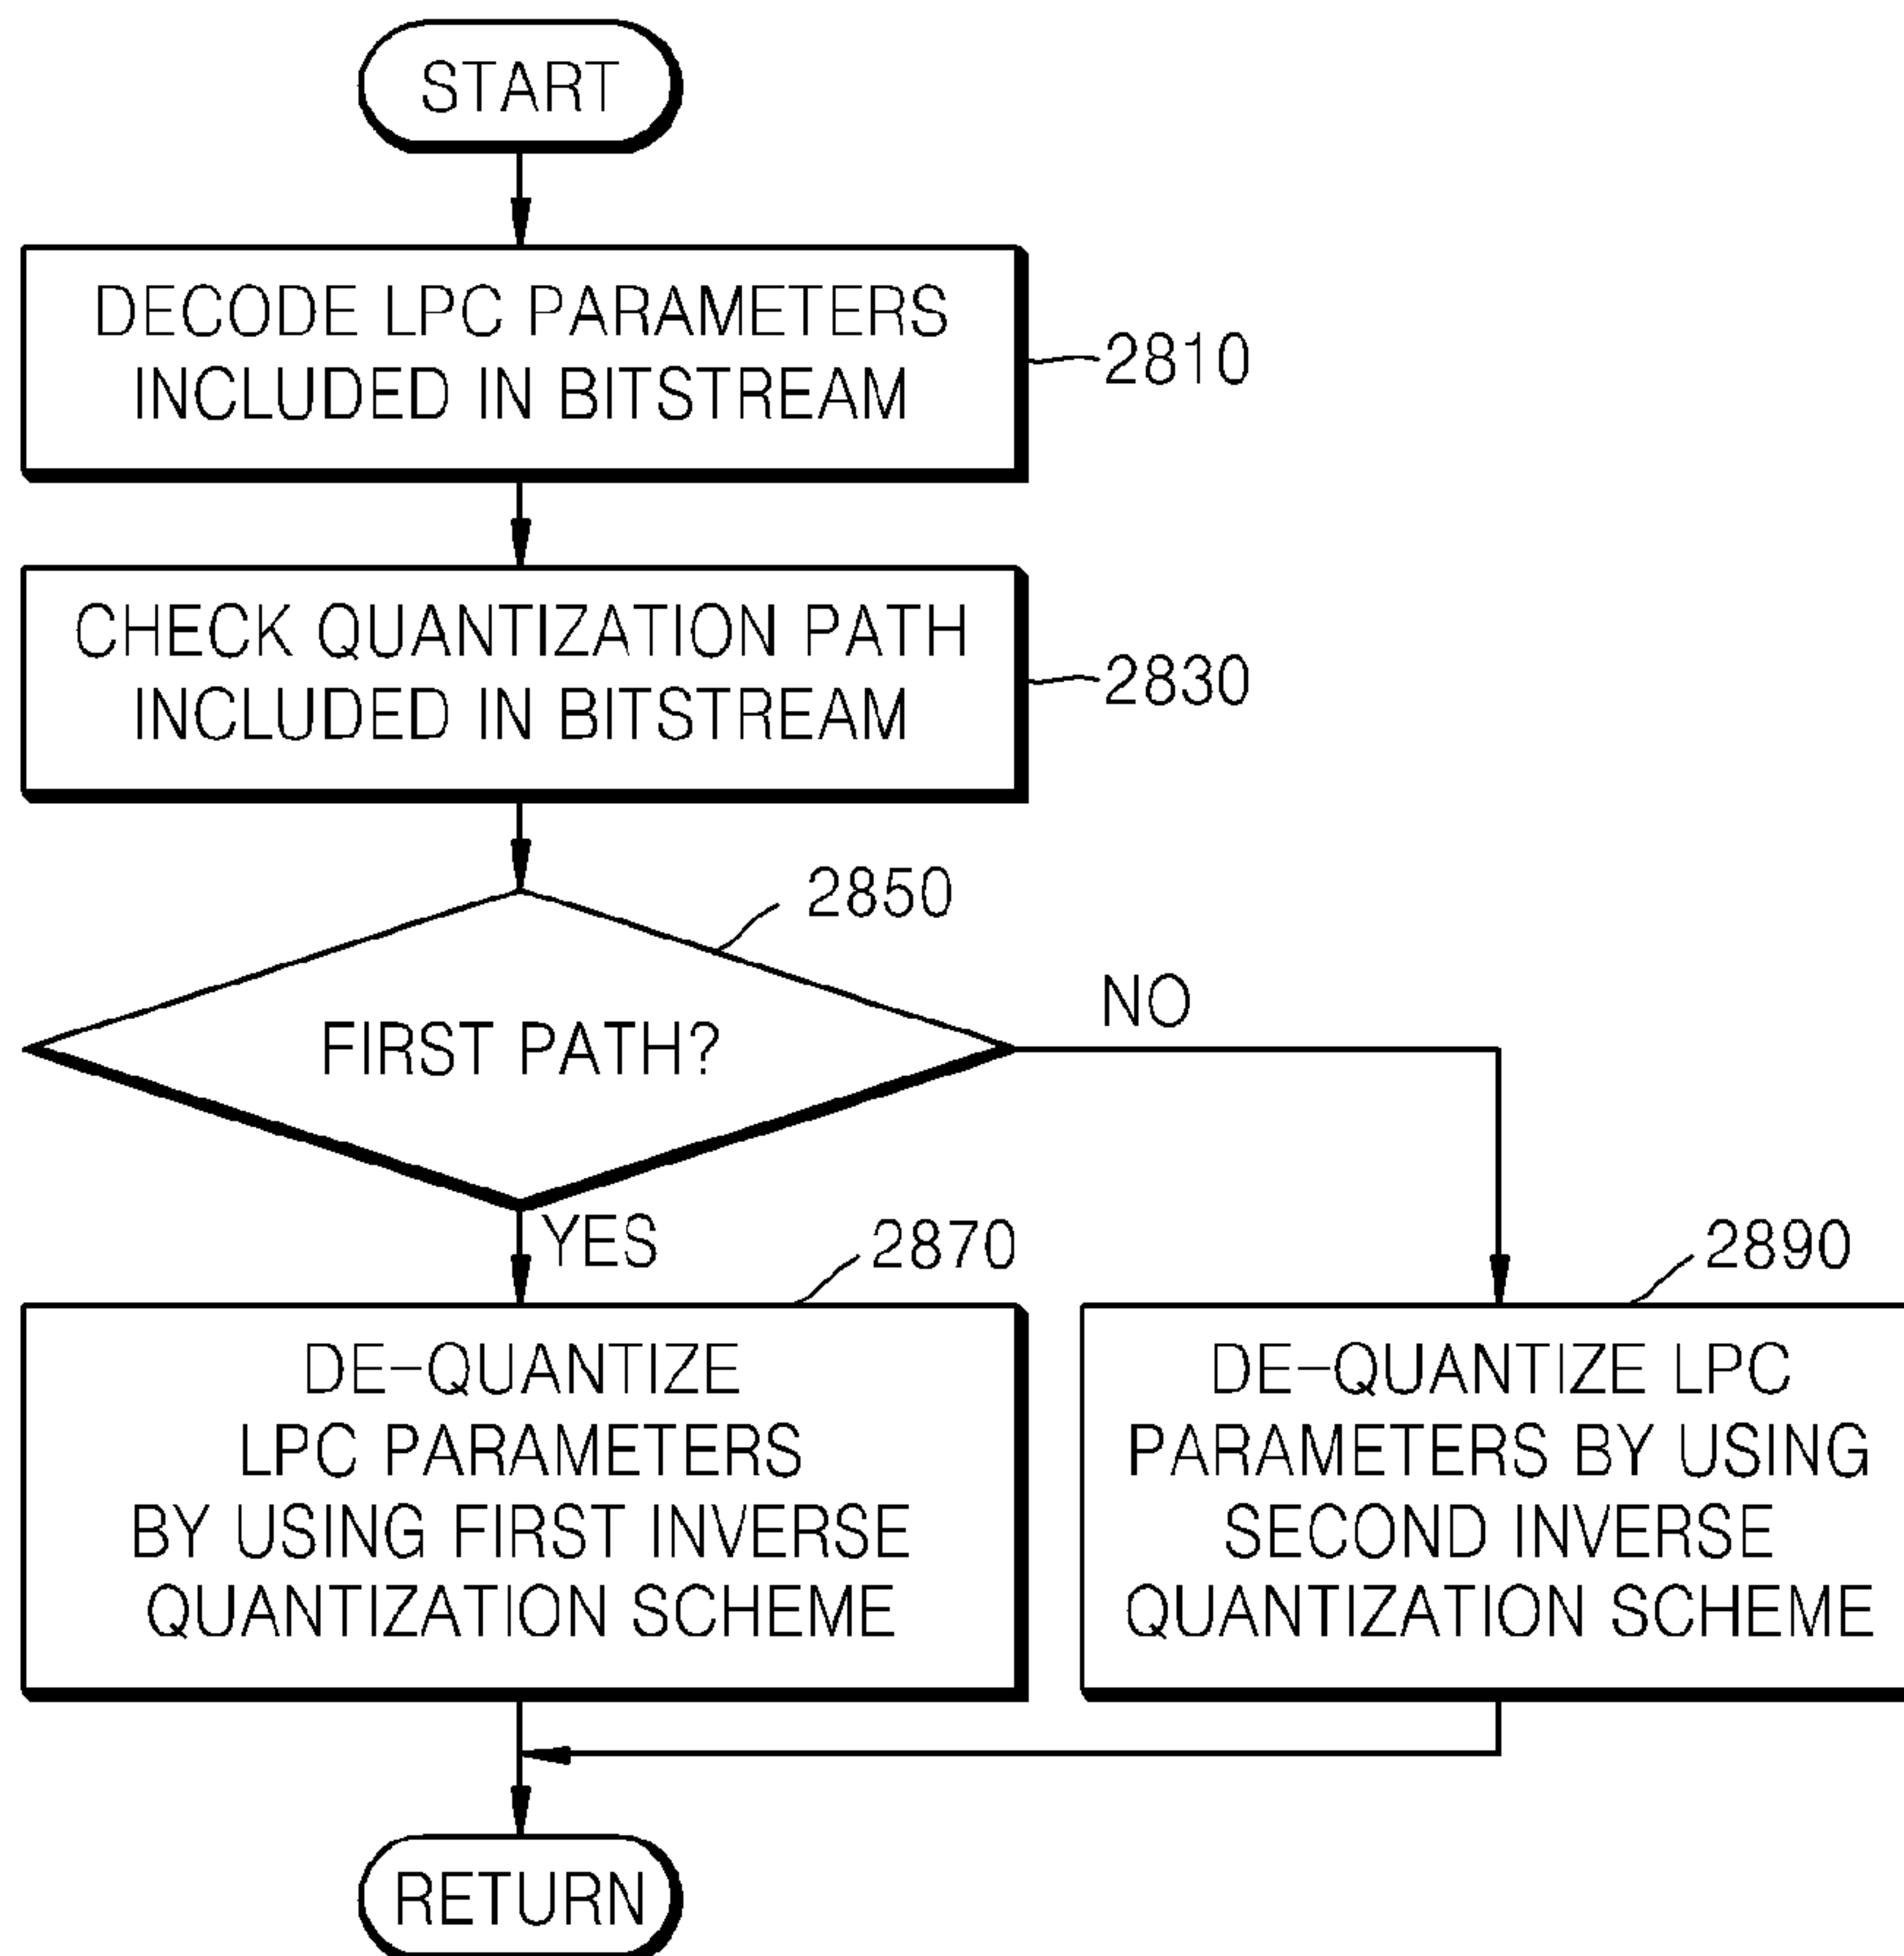 START
DECODE LPC PARAMETERS
INCLUDED IN BITSTREAM
2810
CHECK QUANTIZATION PATH
INCLUDED IN BITSTREAM
2830
2850
FIRST PATH?
NO
YES
2870
2890
DE-QUANTIZE
LPC PARAMETERS
BY USING FIRST INVERSE
QUANTIZATION SCHEME
DE-QUANTIZE LPC
PARAMETERS BY USING
SECOND INVERSE
QUANTIZATION SCHEME
RETURN